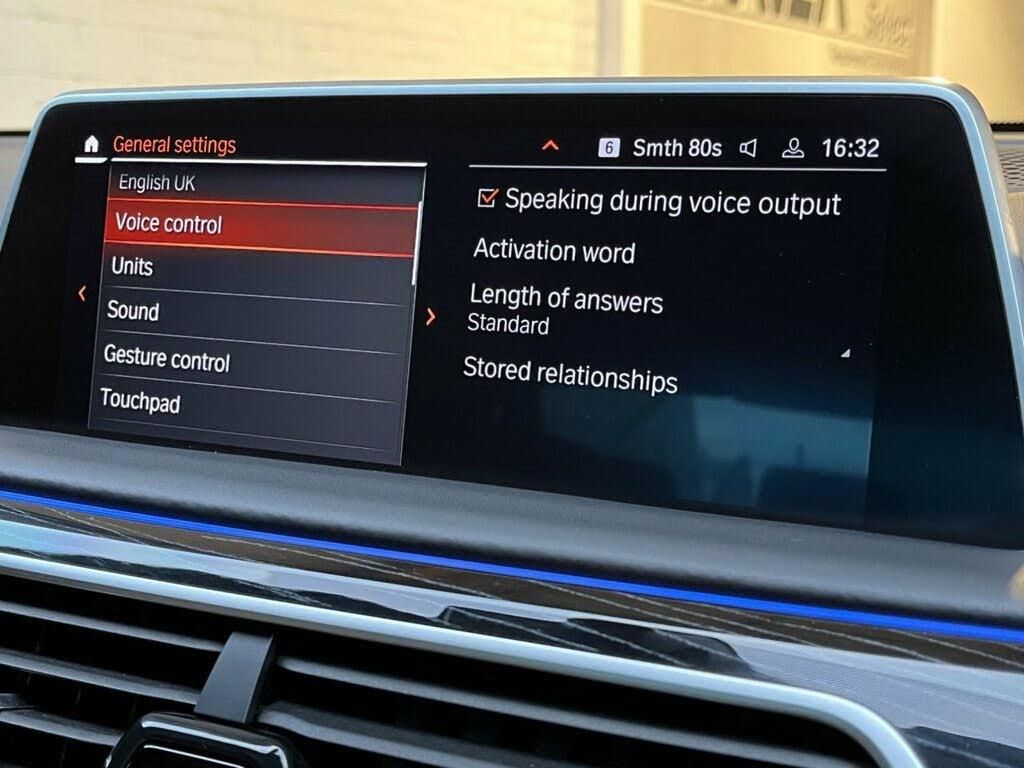 Select
General settings
6 Smth 80s 16:32
English UK
Voice control
Units
Sound
Gesture control
Touchpad
Speaking during voice output
Activation word
Length of answers
Standard
Stored relationships